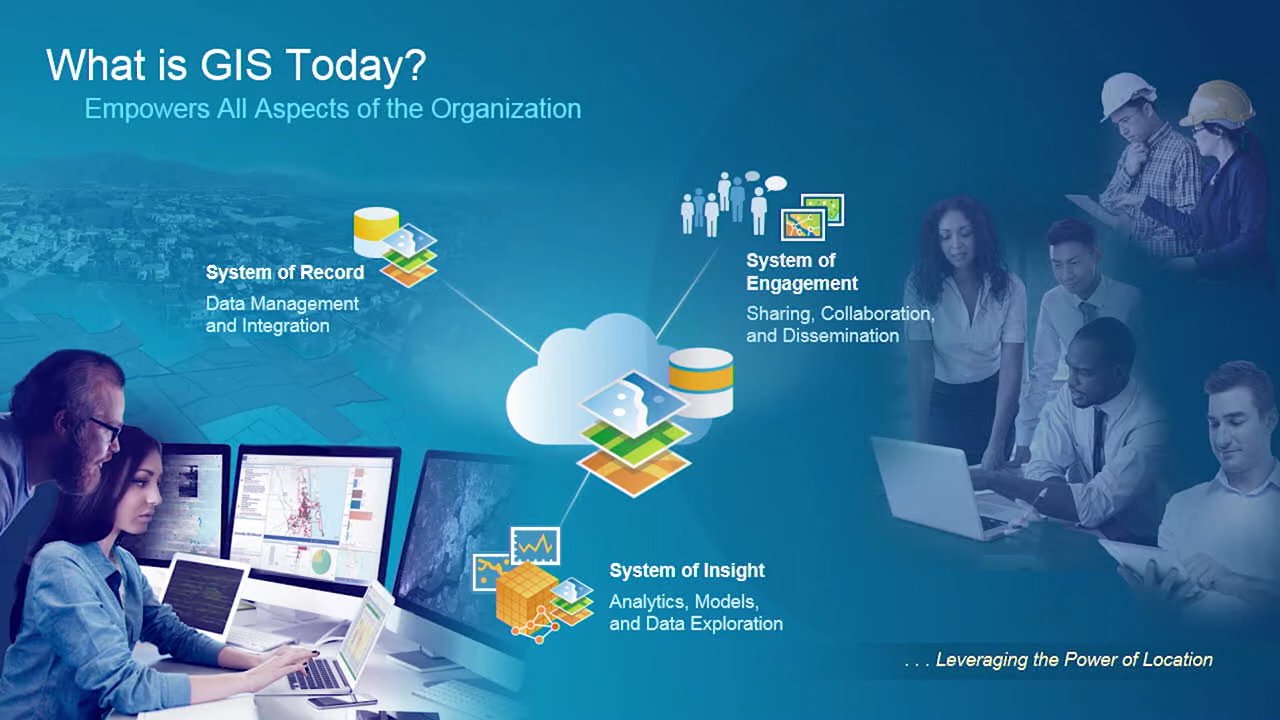 What is GIS Today?
Empowers All Aspects of the Organization
System of Record
Data Management
and Integration
System of
Engagement
Sharing, Collaboration,
and Dissemination
System of Insight
Analytics, Models,
and Data Exploration
. . . Leveraging the Power of Location